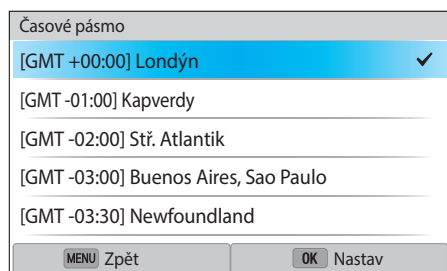 Časové pásmo
[GMT +00:00] Londýn
[GMT -01:00] Kapverdy
[GMT -02:00] Stř. Atlantik
[GMT -03:00] Buenos Aires, Sao Paulo
[GMT -03:30] Newfoundland
MENU Zpět OK Nastav